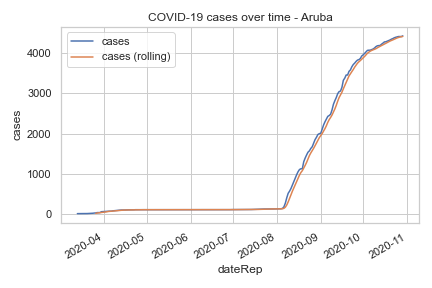 COVID-19 cases over time - Aruba
cases
cases (rolling)
cases
4000
3000
2000
1000
0
2020-04
2020-05
2020-06
2020-07
2020-08
2020-09
2020-10
2020-11
dateRep